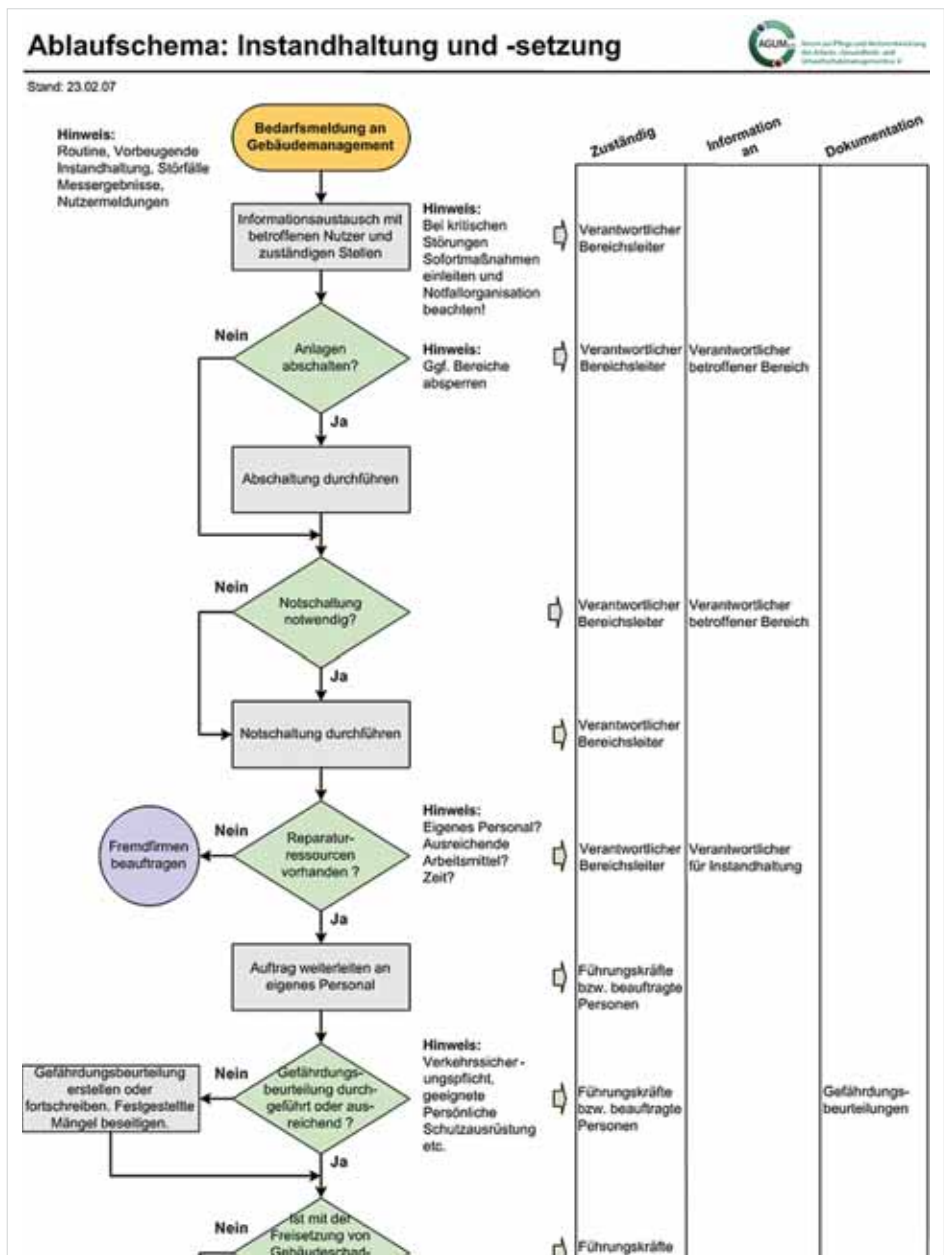 Ablaufschema: Instandhaltung und -setzung
AGUM
Stand: 23.02.07
Hinweis:
Routine, Vorbeugende
Instandhaltung, Störfälle
Messergebnisse,
Nutzermeldungen
Bedarfsmeldung an
Gebäudemanagement
Zuständig
Information
an
Dokumentation
Informationsaustausch mit
betroffenen Nutzer und
zuständigen Stellen
Hinweis:
Bei kritischen
Störungen
Sofortmaßnahmen
einleiten und
Notfallorganisation
beachten!
Verantwortlicher
Bereichsleiter
Nein
Anlagen
abschalten?
Hinweis:
Ggf. Bereiche
absperren
Verantwortlicher
Bereichsleiter
Verantwortlicher
betroffener Bereich
Ja
Abschaltung durchführen
Nein
Notschaltung
notwendig?
Verantwortlicher
Bereichsleiter
Verantwortlicher
betroffener Bereich
Ja
Notschaltung durchführen
Verantwortlicher
Bereichsleiter
Fremdfirmen
beauftragen
Nein
Reparatur-
ressourcen
vorhanden ?
Hinweis:
Eigenes Personal?
Ausreichende
Arbeitsmittel?
Zeit?
Verantwortlicher
Bereichsleiter
Verantwortlicher
für Instandhaltung
Ja
Auftrag weiterleiten an
eigenes Personal
Führungskräfte
bzw. beauftragte
Personen
Gefährdungsbeurteilung
erstellen oder
fortschreiben. Festgestellte
Mängel beseitigen.
Nein
Gefährdungs-
beurteilung durch-
geführt oder aus-
reichend ?
Hinweis:
Verkehrssicher-
ungspflicht,
geeignete
Persönliche
Schutzausrüstung
etc.
Führungskräfte
bzw. beauftragte
Personen
Gefährdungs-
beurteilungen
Ja
Nein
Ist mit der
Freisetzung von
Gebäudeschad-
Führungskräfte